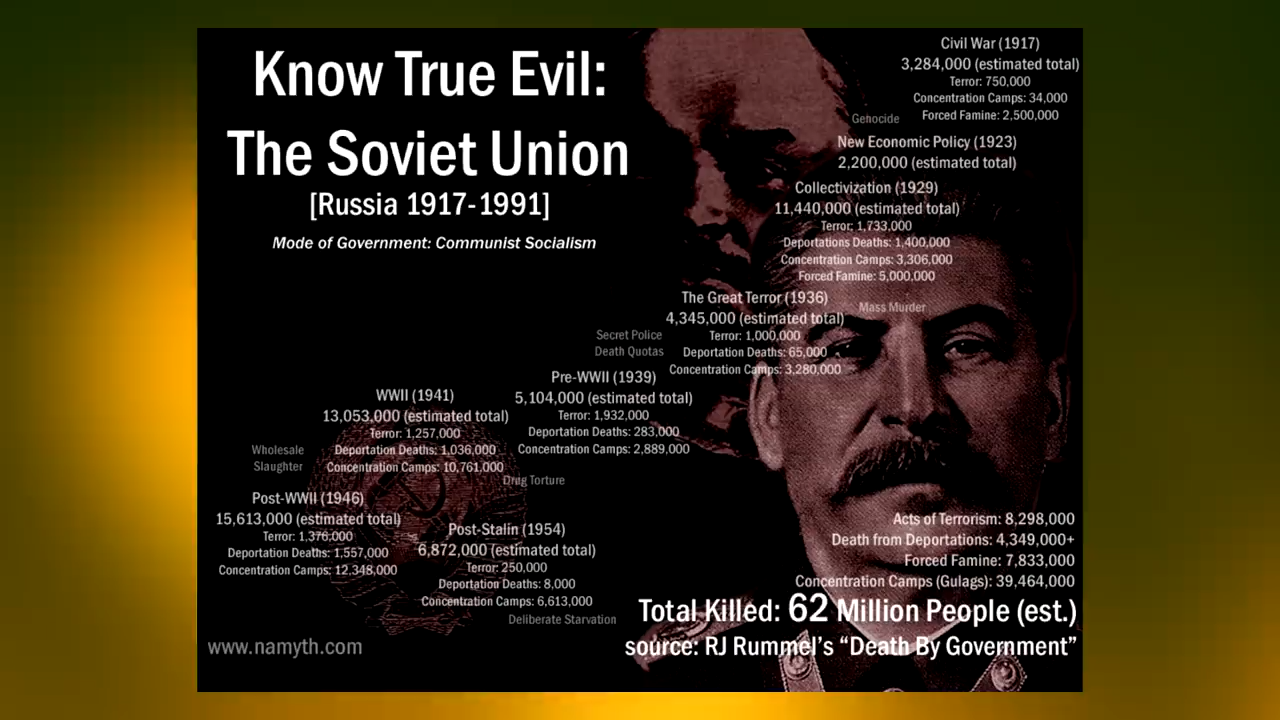 Know True Evil:
The Soviet Union
[Russia 1917-1991]
Mode of Government: Communist Socialism
Civil War (1917)
3,284,000 (estimated total)
Terror: 750,000
Concentration Camps: 34,000
Forced Famine: 2,500,000
Genocide
New Economic Policy (1923)
2,200,000 (estimated total)
Collectivization (1929)
11,440,000 (estimated total)
Terror: 1,733,000
Deportations Deaths: 1,400,000
Concentration Camps: 3,306,000
Forced Famine: 5,000,000
The Great Terror (1936)
4,345,000 (estimated total)
Terror: 1,000,000
Deportation Deaths: 65,000
Concentration Camps: 3,280,000
Mass Murder
Secret Police
Death Quotas
Pre-WWII (1939)
5,104,000 (estimated total)
Terror: 1,932,000
Deportation Deaths: 283,000
Concentration Camps: 2,889,000
WWII (1941)
13,053,000 (estimated total)
Terror: 1,257,000
Deportation Deaths: 1,036,000
Concentration Camps: 10,761,000
Wholesale
Slaughter
Drug Torture
Post-WWII (1946)
15,613,000 (estimated total)
Terror: 1,376,000
Deportation Deaths: 1,557,000
Concentration Camps: 12,348,000
Post-Stalin (1954)
6,872,000 (estimated total)
Terror: 250,000
Deportation Deaths: 8,000
Concentration Camps: 6,613,000
Deliberate Starvation
Acts of Terrorism: 8,298,000
Death from Deportations: 4,349,000+
Forced Famine: 7,833,000
Concentration Camps (Gulags): 39,464,000
Total Killed: 62 Million People (est.)
source: RJ Rummel's “Death By Government”
www.namyth.com